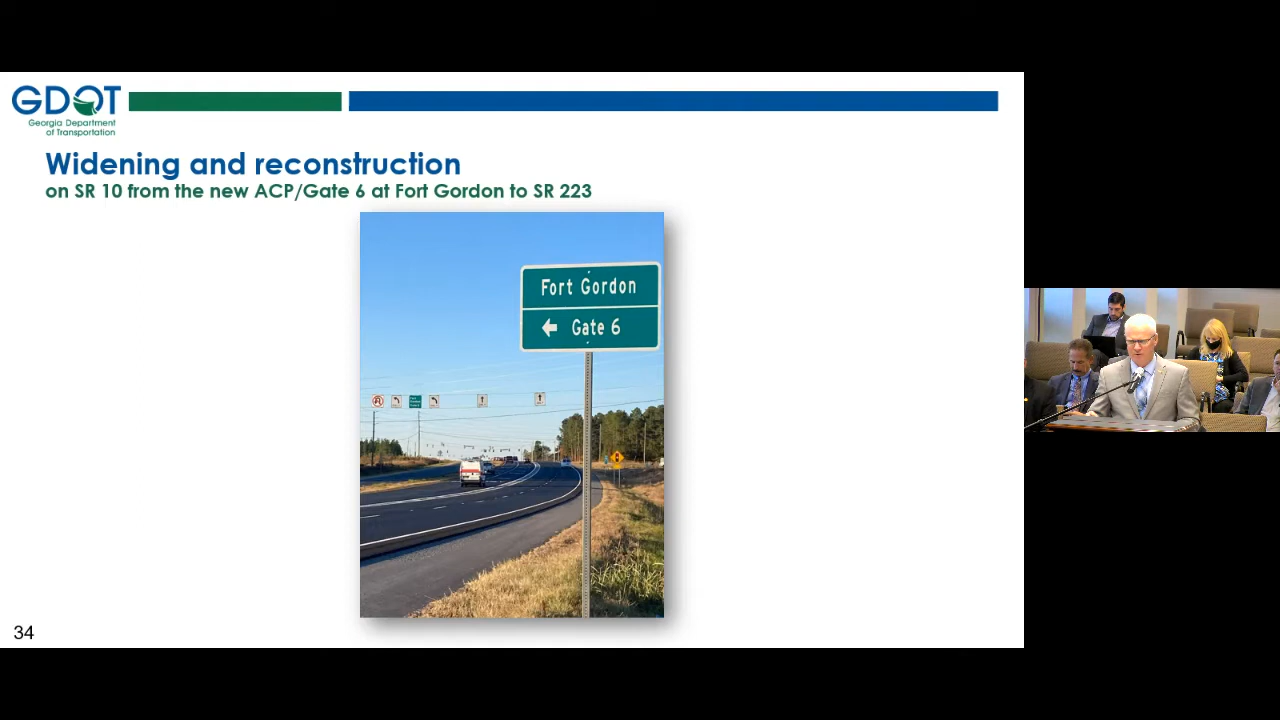 GDOT
Georgia Department
of Transportation
Widening and reconstruction
on SR 10 from the new ACP/Gate 6 at Fort Gordon to SR 223
Fort Gordon
Gate 6
34